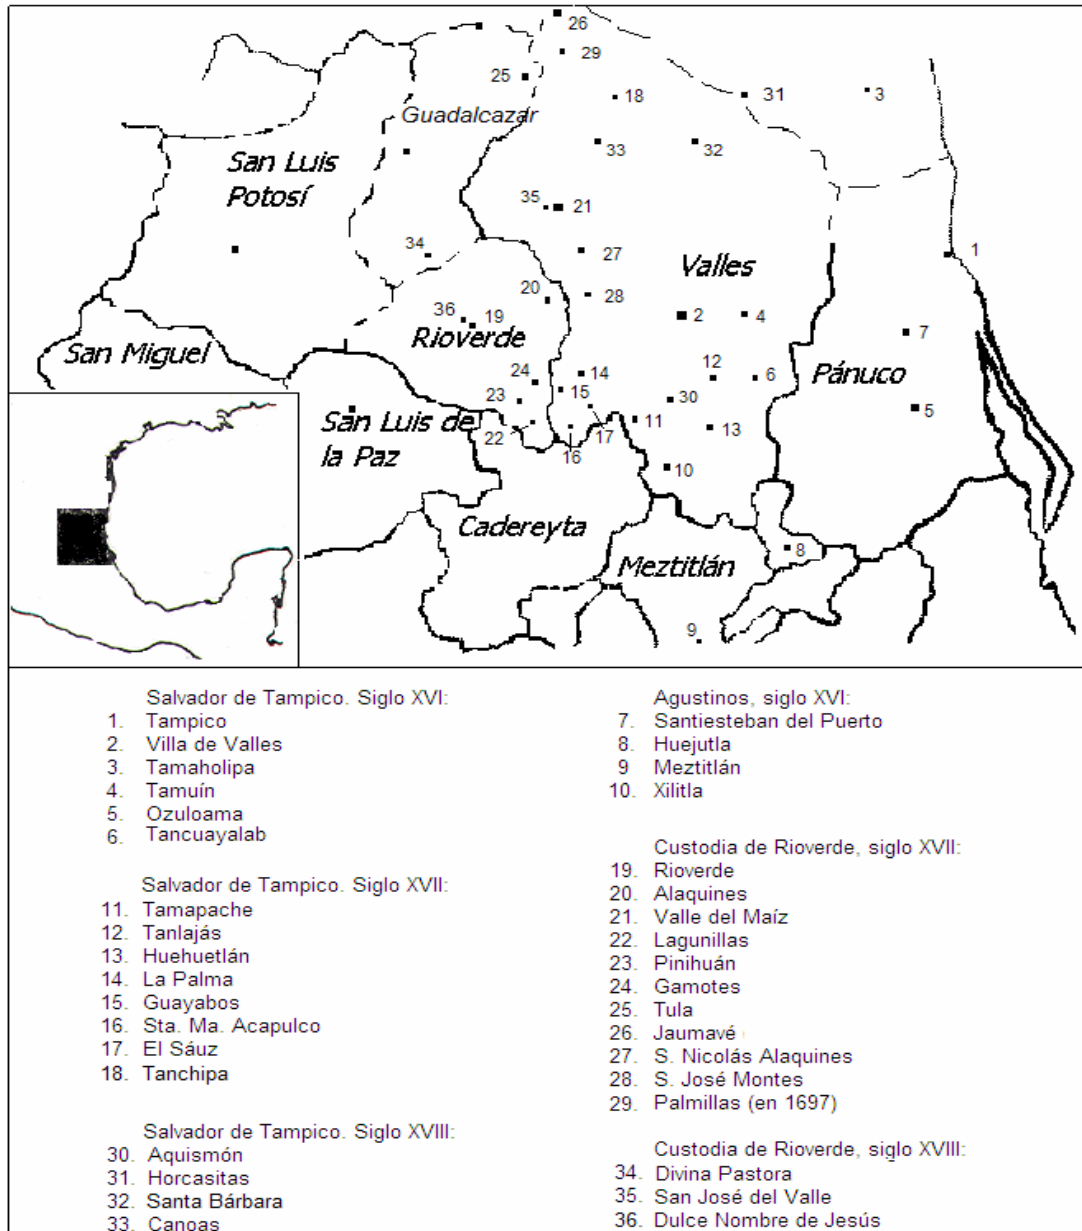 26
29
25
18
31
3
Guadalcazar
33
32
San Luis
Potosí
35
21
34
27
1
Valles
20
28
36
19
2
4
7
Rioverde
San Miguel
14
12
6
Pánuco
24
15
30
23
5
San Luis de
la Paz
22
16
17
11
13
10
Cadereyta
8
Meztitlán
9
Salvador de Tampico. Siglo XVI:
1. Tampico
2. Villa de Valles
3. Tamaholipa
4. Tamuín
5. Ozuloama
6. Tancuayalab
Salvador de Tampico. Siglo XVII:
11. Tamapache
12. Tanlajás
13. Huehuetlán
14. La Palma
15. Guayabos
16. Sta. Ma. Acapulco
17. El Sáuz
18. Tanchipa
Salvador de Tampico. Siglo XVIII:
30. Aquismón
31. Horcasitas
32. Santa Bárbara
33. Canoas
Agustinos, siglo XVI:
7. Santiesteban del Puerto
8. Huejutla
9 Meztitlán
10. Xilitla
Custodia de Rioverde, siglo XVII:
19. Rioverde
20. Alaquines
21. Valle del Maíz
22. Lagunillas
23. Pinihuán
24. Gamotes
25. Tula
26. Jaumavé
27. S. Nicolás Alaquines
28. S. José Montes
29. Palmillas (en 1697)
Custodia de Rioverde, siglo XVIII:
34. Divina Pastora
35. San José del Valle
36. Dulce Nombre de Jesús